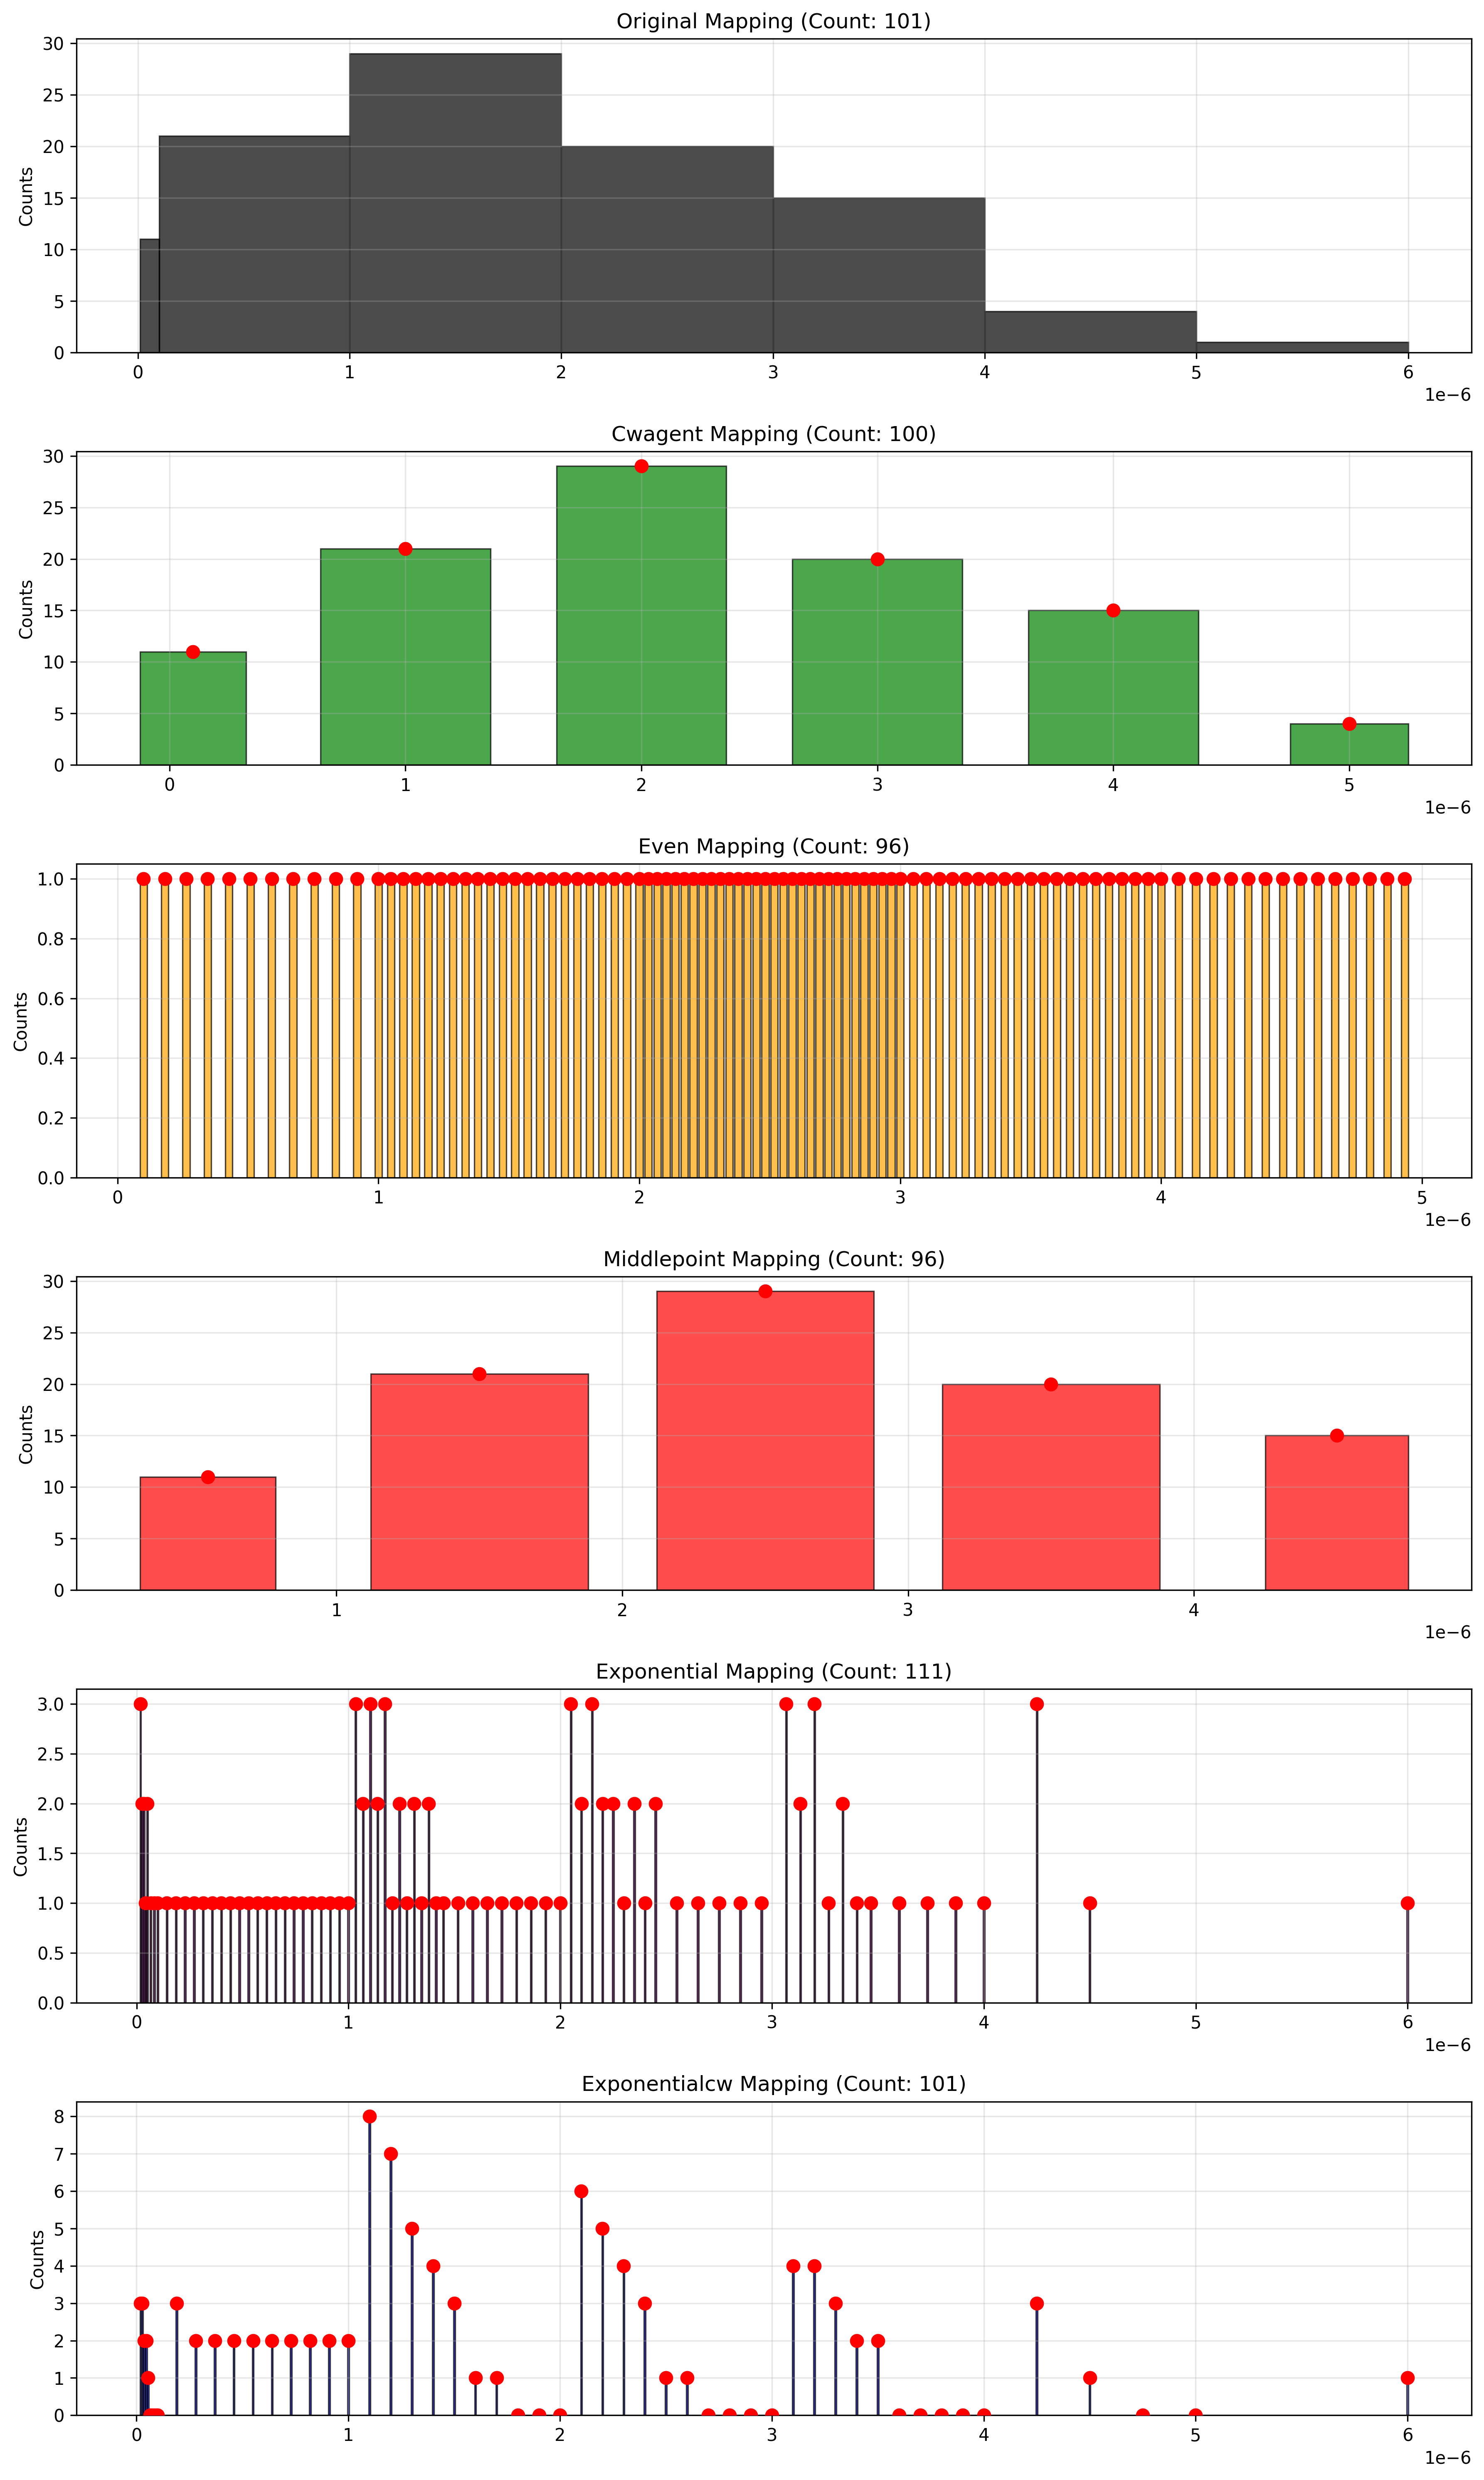 Original Mapping (Count: 101)
30
25
20
15
10
5
0
Counts
0 1 2 3 4 5 6
1e−6
Cwagent Mapping (Count: 100)
30
25
20
15
10
5
0
Counts
0 1 2 3 4 5
1e−6
Even Mapping (Count: 96)
1.0
0.8
0.6
0.4
0.2
0.0
Counts
0 1 2 3 4 5
1e−6
Middlepoint Mapping (Count: 96)
30
25
20
15
10
5
0
Counts
1 2 3 4
1e−6
Exponential Mapping (Count: 111)
3.0
2.5
2.0
1.5
1.0
0.5
0.0
Counts
0 1 2 3 4 5 6
1e−6
Exponentialcw Mapping (Count: 101)
8
7
6
5
4
3
2
1
0
Counts
0 1 2 3 4 5 6
1e−6